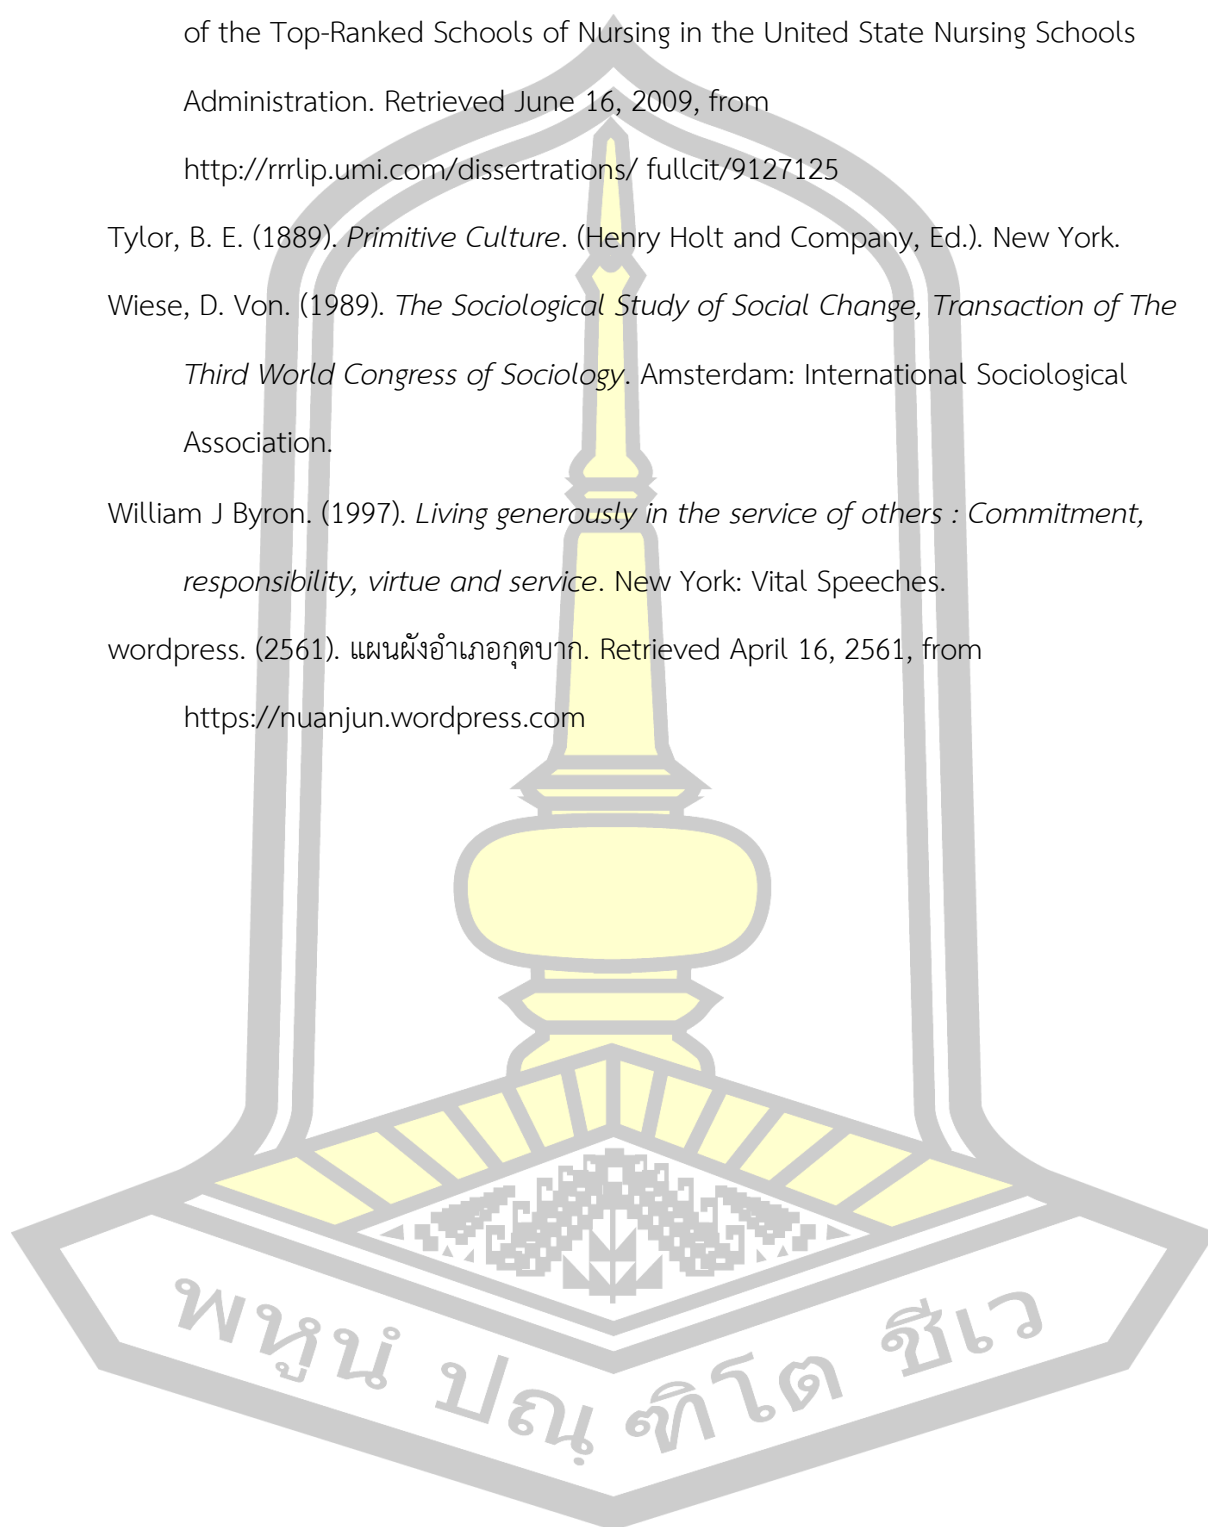 of the Top-Ranked Schools of Nursing in the United State Nursing Schools
Administration. Retrieved June 16, 2009, from
http://rrrlip.umi.com/dissertrations/ fullcit/9127125
Tylor, B. E. (1889). Primitive Culture. (Henry Holt and Company, Ed.). New York.
Wiese, D. Von. (1989). The Sociological Study of Social Change, Transaction of The
Third World Congress of Sociology. Amsterdam: International Sociological
Association.
William J Byron. (1997). Living generously in the service of others : Commitment,
responsibility, virtue and service. New York: Vital Speeches.
wordpress. (2561). แผนผังอำเภอกุดบาก. Retrieved April 16, 2561, from
https://nuanjun.wordpress.com
พหูนํ ปณฺฑิโต ชีเว